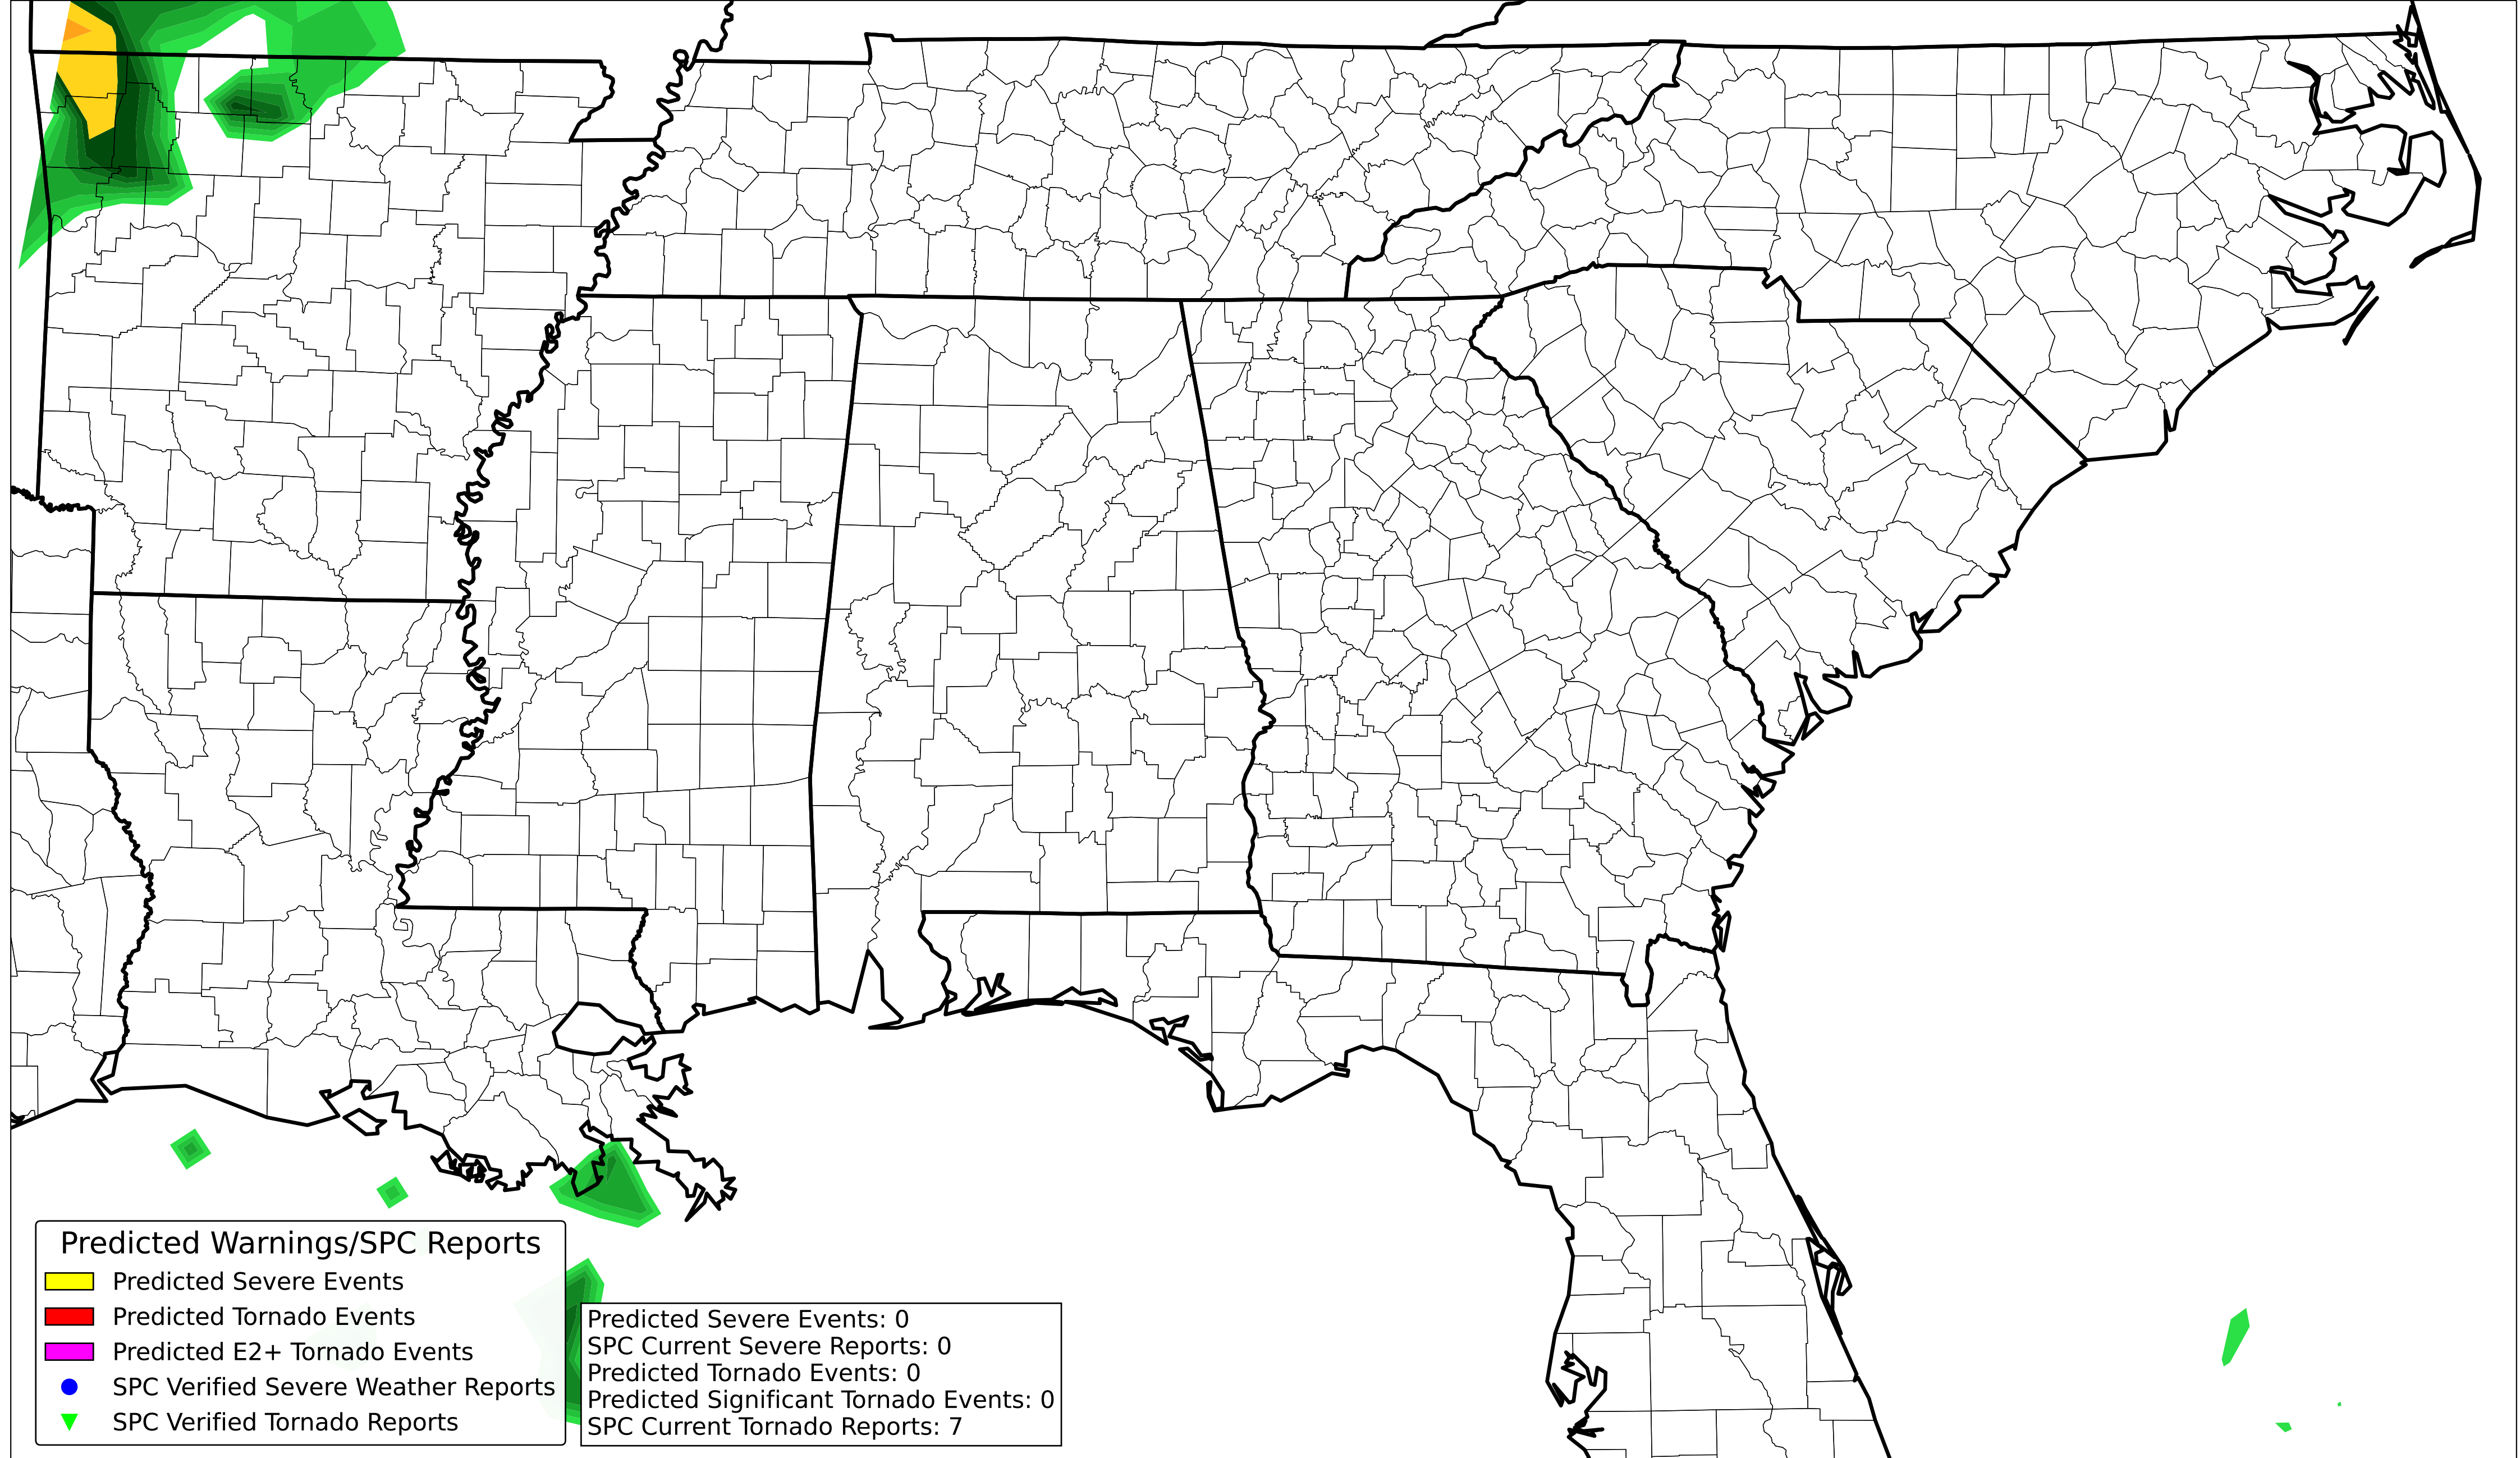 Predicted Warnings/SPC Reports
Predicted Severe Events
Predicted Tornado Events
Predicted E2+ Tornado Events
SPC Verified Severe Weather Reports
SPC Verified Tornado Reports
Predicted Severe Events: 0
SPC Current Severe Reports: 0
Predicted Tornado Events: 0
Predicted Significant Tornado Events: 0
SPC Current Tornado Reports: 7